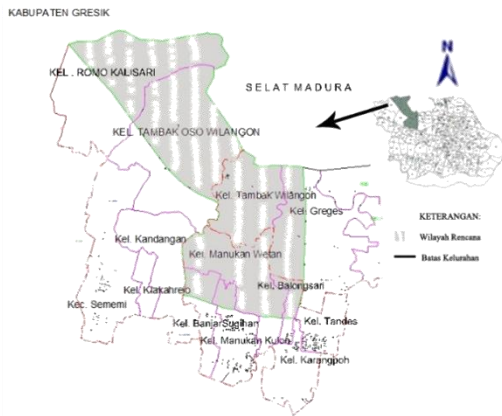 KABUPATEN GRESIK
N
KEL . ROMO KALISARI
SELAT MADURA
KEL. TAMBAK OSO WILANGON
Kel. Tambak Wilangon
Kel. Greges
KETERANGAN:
Wilayah Rencana
Kel. Kandangan
Kel. Manukan Wetan
Batas Kelurahan
Kel. Klakahrejo
Kel. Balongsari
Kec. Sememi
Kel. BanjarSugihan
Kel. Tandes
Kel. Manukan Kulon
Kel. Karangpoh